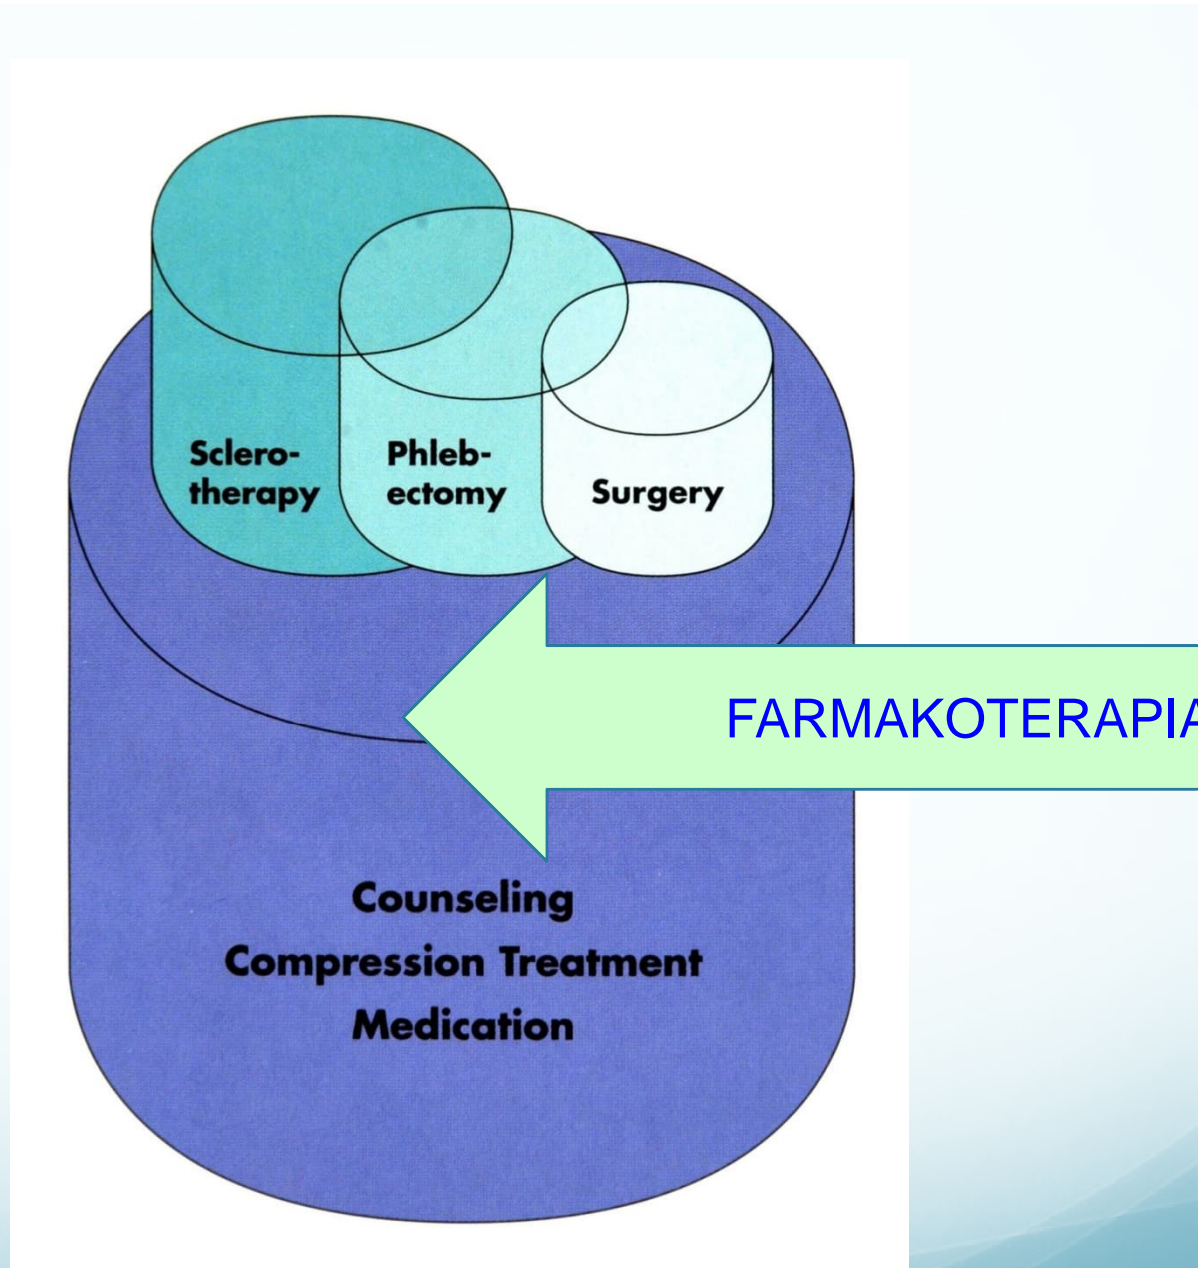 Sclero-
therapy
Phleb-
ectomy
Surgery
FARMAKOTERAPIA
Counseling
Compression Treatment
Medication